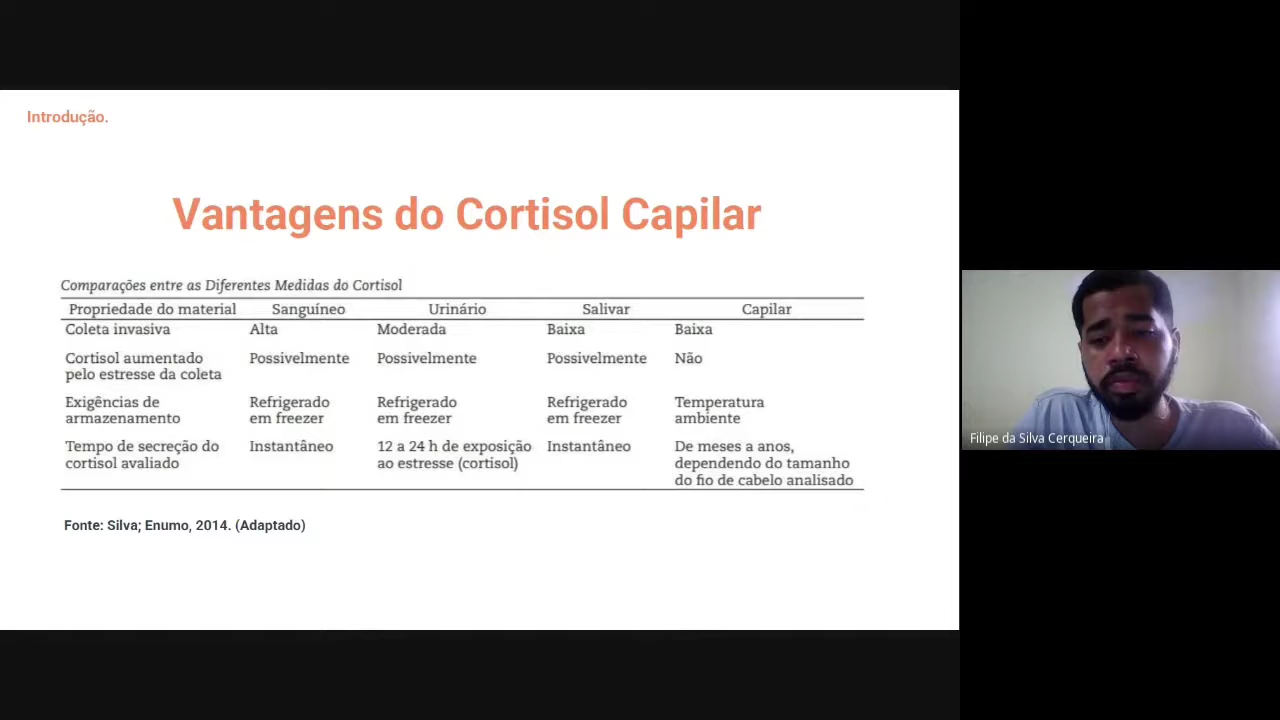 Introdução.
Vantagens do Cortisol Capilar
Comparações entre as Diferentes Medidas do Cortisol
Propriedade do material Sanguíneo Urinário Salivar Capilar
Coleta invasiva Alta Moderada Baixa Baixa
Cortisol aumentado Possivelmente Possivelmente Possivelmente Não
pelo estresse da coleta
Exigências de Refrigerado Refrigerado Refrigerado Temperatura
armazenamento em freezer em freezer em freezer ambiente
Tempo de secreção do Instantâneo 12 a 24 h de exposição Instantâneo De meses a anos,
cortisol avaliado ao estresse (cortisol) dependendo do tamanho
do fio de cabelo analisado
Fonte: Silva; Enumo, 2014. (Adaptado)
Filipe da Silva Cerqueira